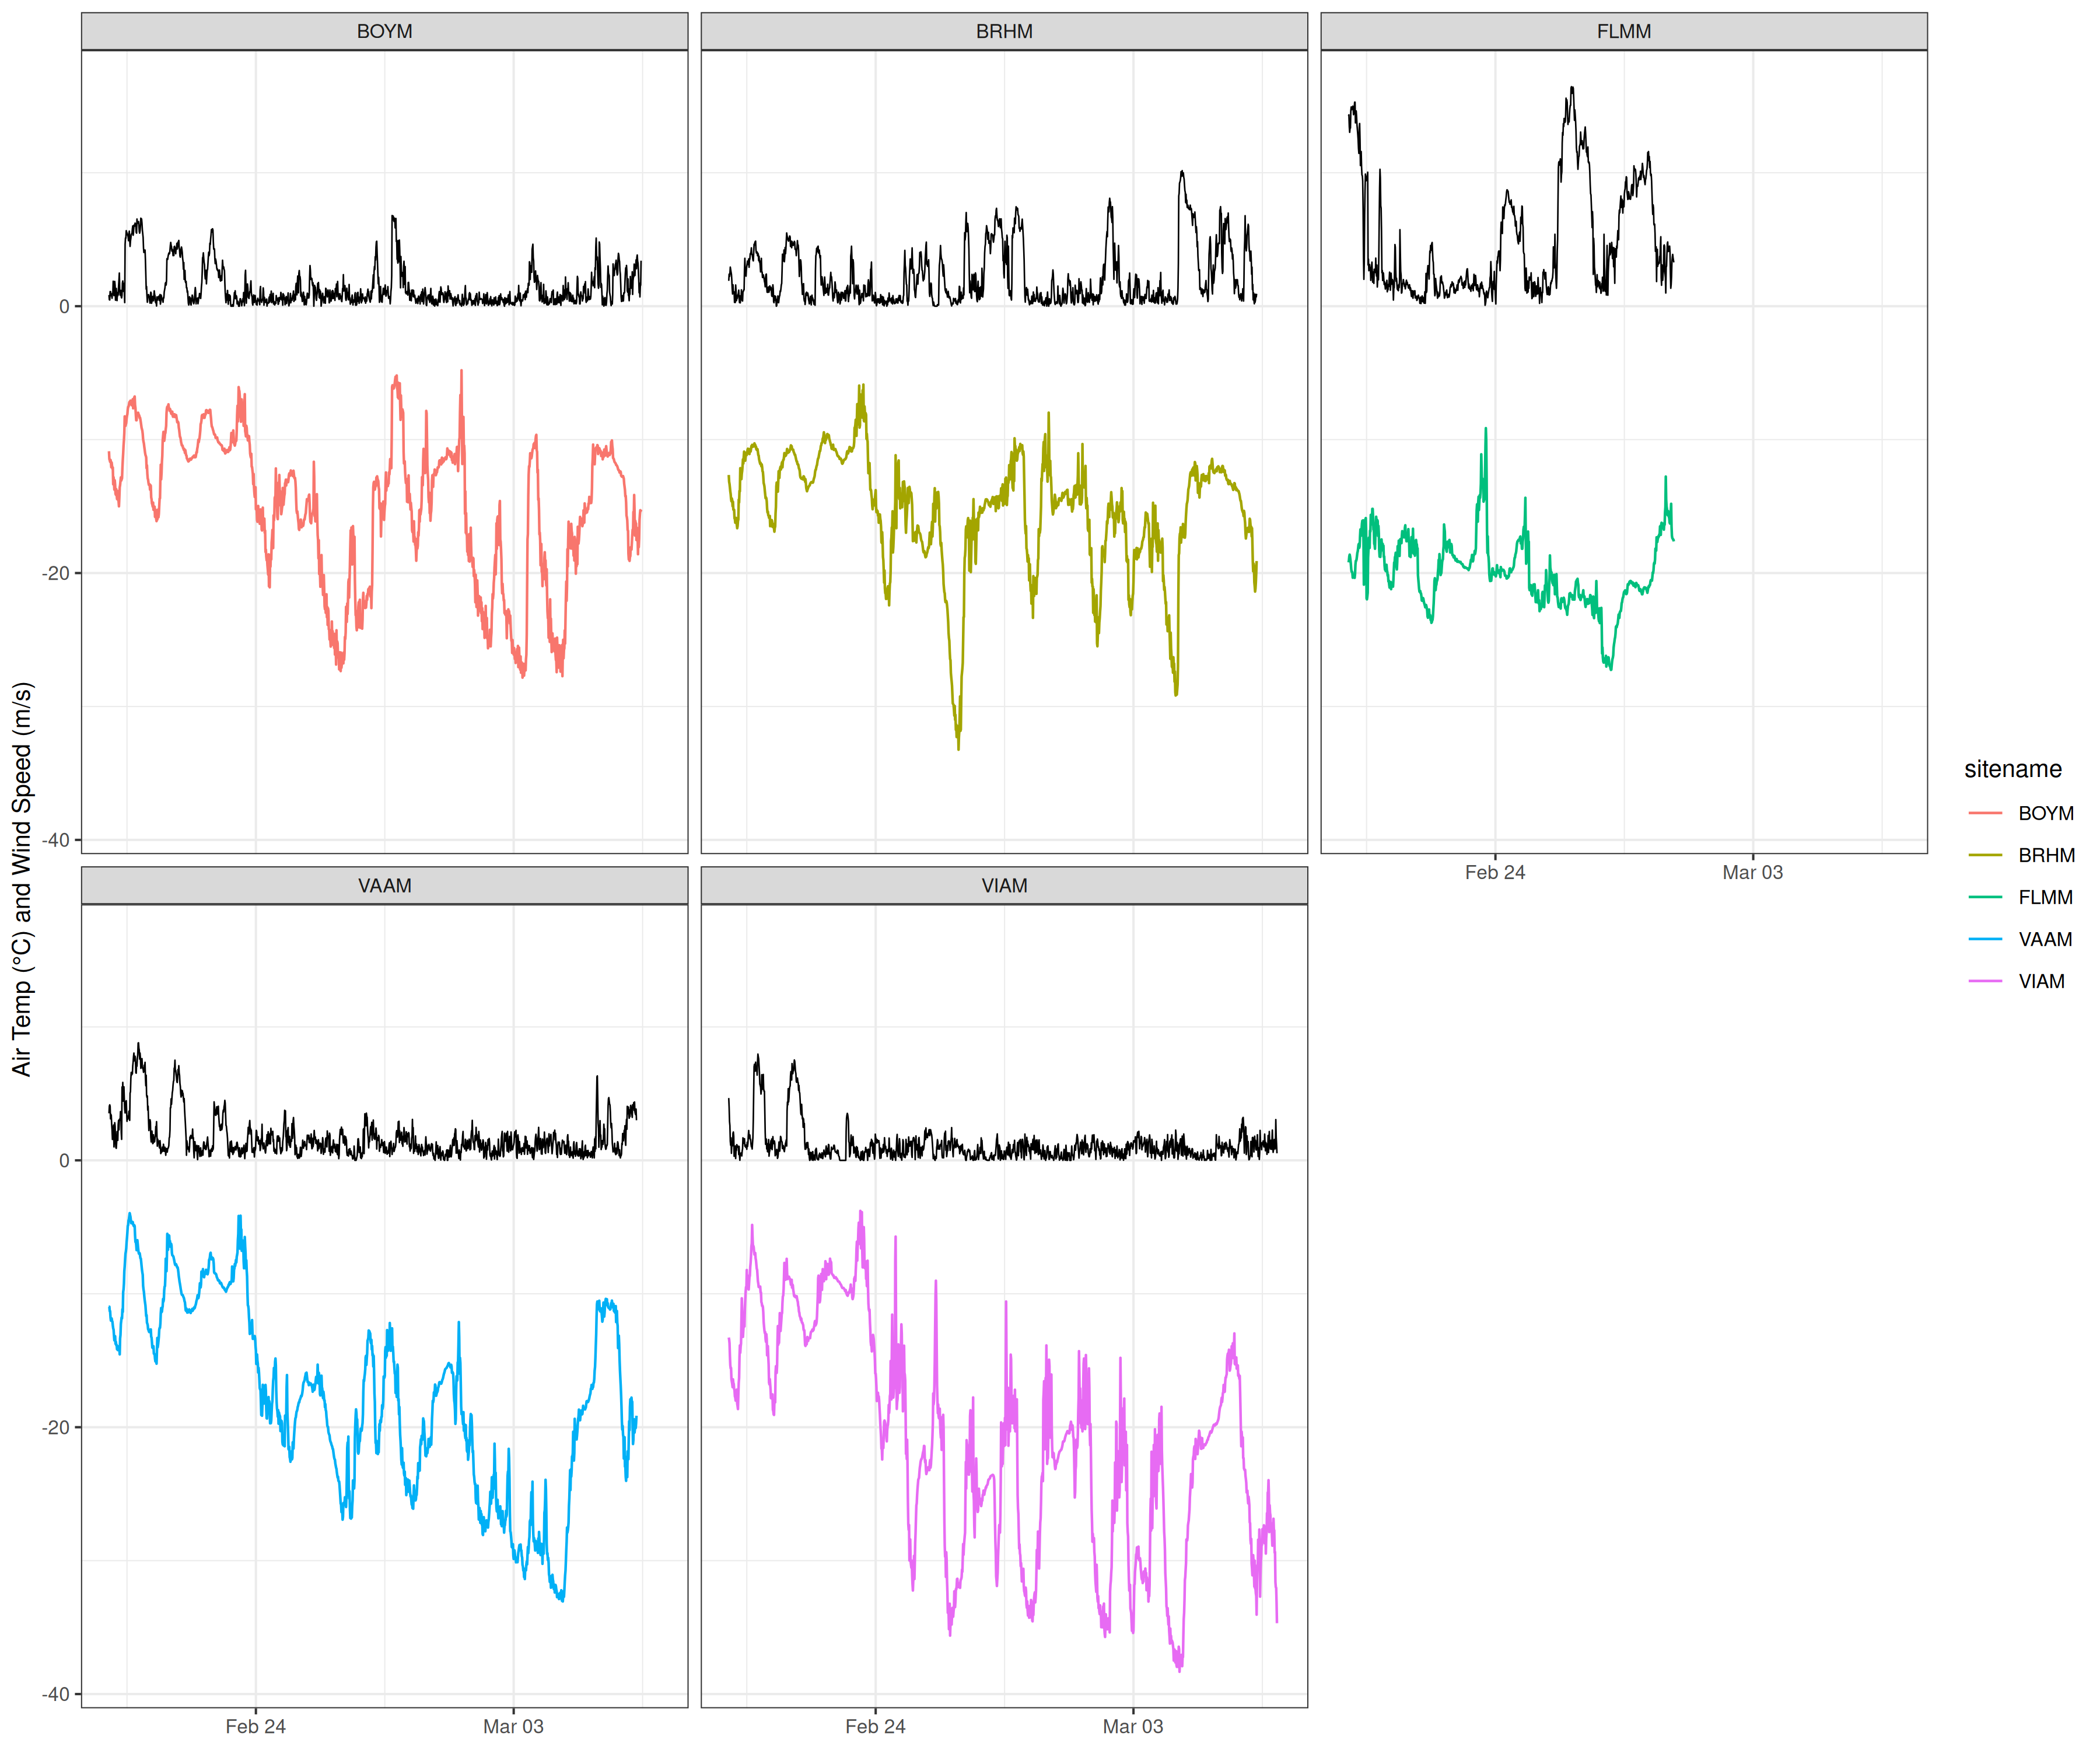 BOYM
BRHM
FLMM
0
-20
-40
Feb 24
Mar 03
VAAM
VIAM
0
-20
-40
Feb 24
Mar 03
Feb 24
Mar 03
Air Temp (°C) and Wind Speed (m/s)
sitename
BOYM
BRHM
FLMM
VAAM
VIAM